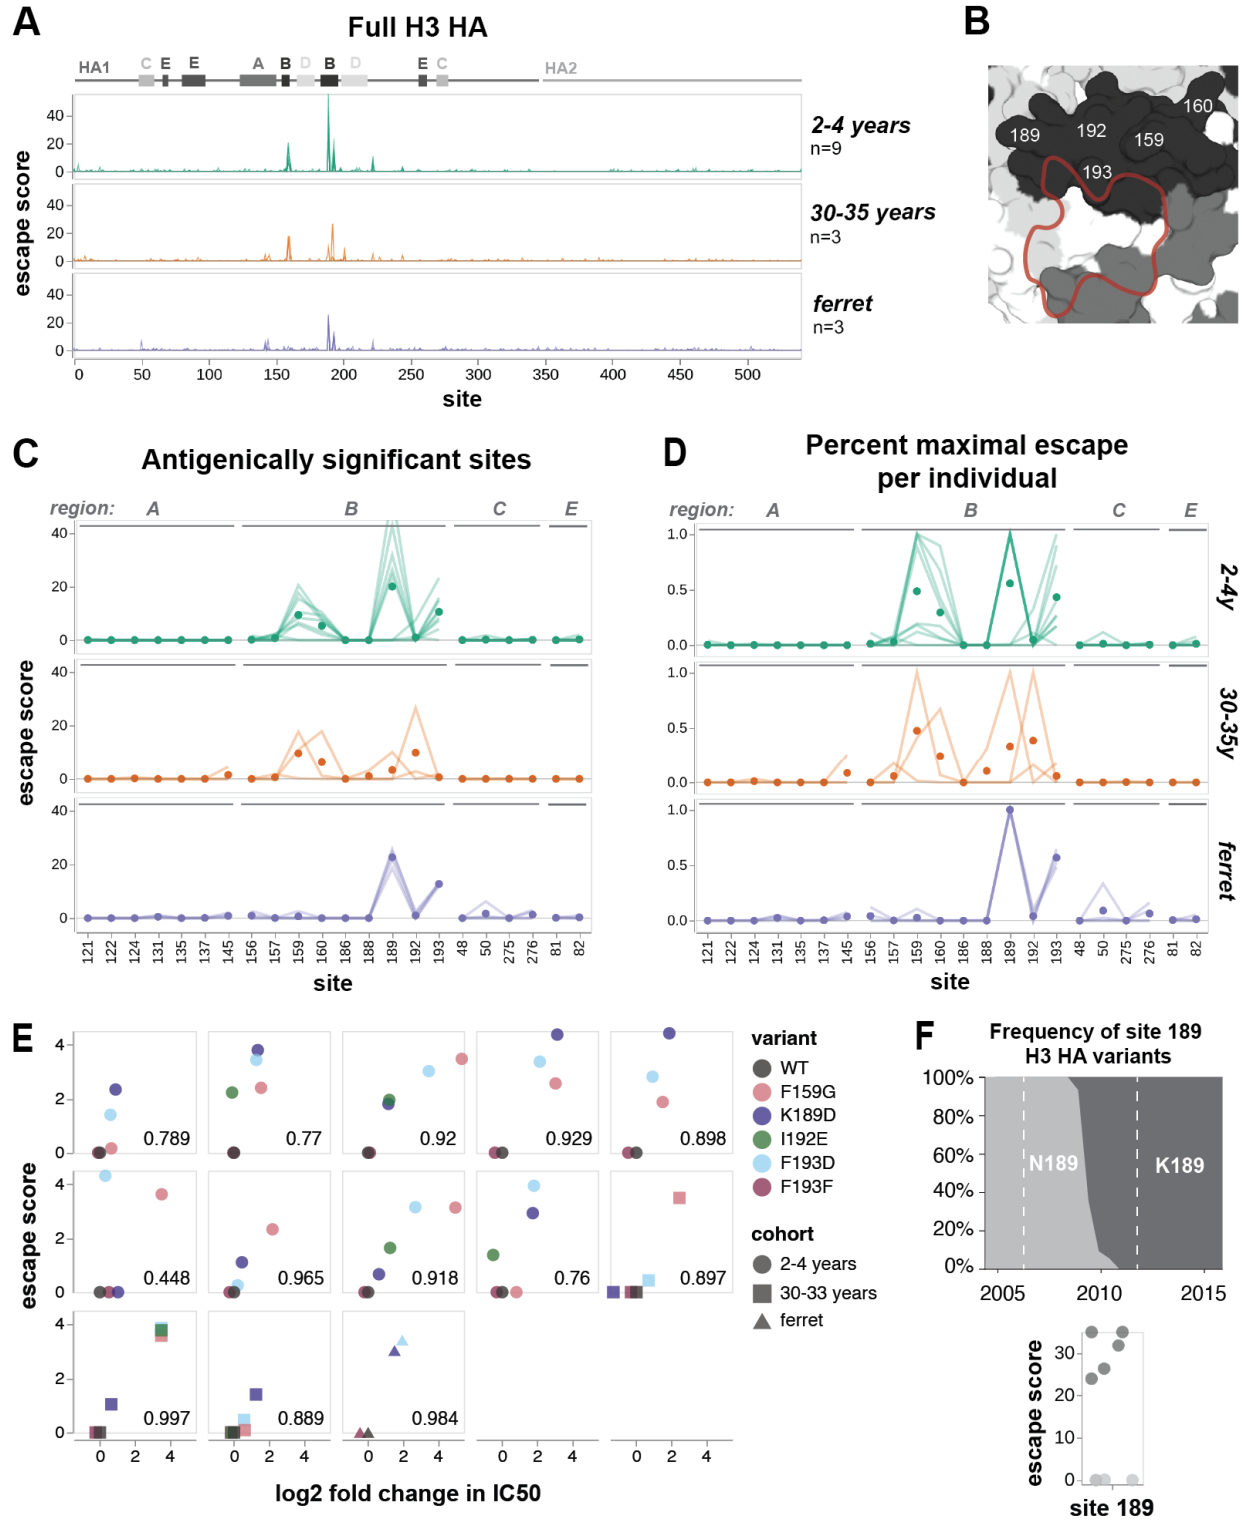 A
Full H3 HA
HA1 C E E A B D B D E C HA2
escape score
40
20
0
2-4 years
n=9
40
20
0
30-35 years
n=3
40
20
0
ferret
n=3
0 50 100 150 200 250 300 350 400 450 500
site
B
160
189 192 159
193
C
Antigenically significant sites
region: A B C E
escape score
40
20
0
40
20
0
40
20
0
121 122 124 131 135 137 145 156 157 159 160 186 188 189 192 193 48 50 275 276 81 82
site
D
Percent maximal escape
per individual
region: A B C E
1.0
0.5
0.0
2-4y
1.0
0.5
0.0
30-35y
1.0
0.5
0.0
ferret
121 122 124 131 135 137 145 156 157 159 160 186 188 189 192 193 48 50 275 276 81 82
site
E
escape score
4
2
0
0.789 0.77 0.92 0.929 0.898
escape score
4
2
0
0.448 0.965 0.918 0.76 0.897
4
2
0
0.997 0.889 0.984
0 2 4 0 2 4 0 2 4 0 2 4 0 2 4
log2 fold change in IC50
variant
WT
F159G
K189D
I192E
F193D
F193F
cohort
2-4 years
30-33 years
ferret
F
Frequency of site 189
H3 HA variants
100%
80%
60%
40%
20%
0%
N189 K189
2005 2010 2015
escape score
30
20
10
0
site 189